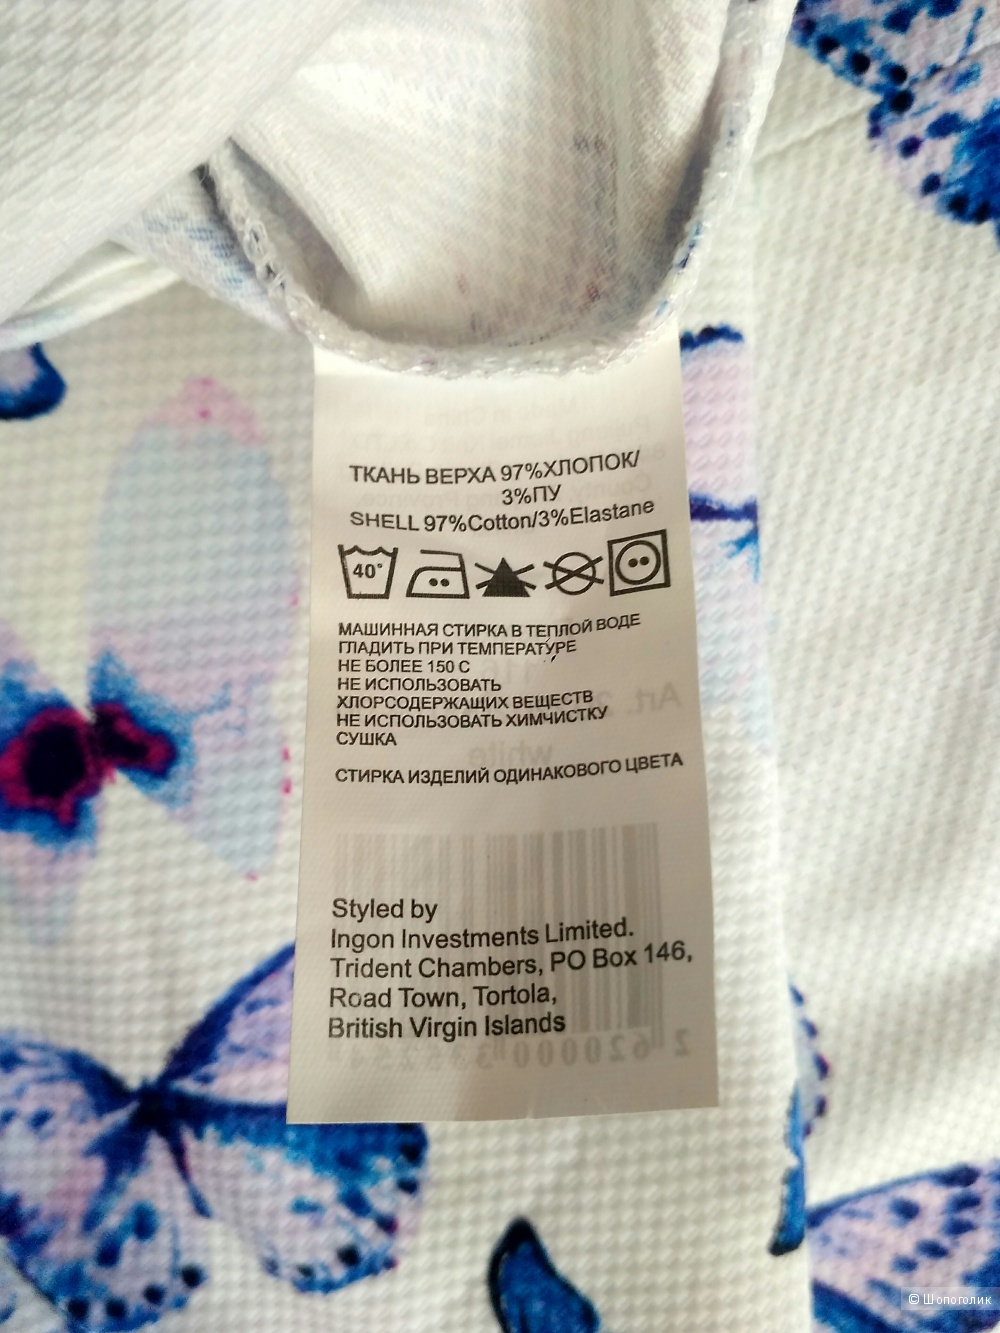 ТКАНЬ ВЕРХА 97%ХЛОПОК/
3%ПУ
SHELL 97%Cotton/3%Elastane
40°
МАШИННАЯ СТИРКА В ТЕПЛОЙ ВОДЕ
ГЛАДИТЬ ПРИ ТЕМПЕРАТУРЕ
НЕ БОЛЕЕ 150 С
НЕ ИСПОЛЬЗОВАТЬ
ХЛОРСОДЕРЖАЩИХ ВЕЩЕСТВ
НЕ ИСПОЛЬЗОВАТЬ ХИМЧИСТКУ
СУШКА
СТИРКА ИЗДЕЛИЙ ОДИНАКОВОГО ЦВЕТА
Styled by
Ingon Investments Limited.
Trident Chambers, PO Box 146,
Road Town, Tortola,
British Virgin Islands
© Шопоголик